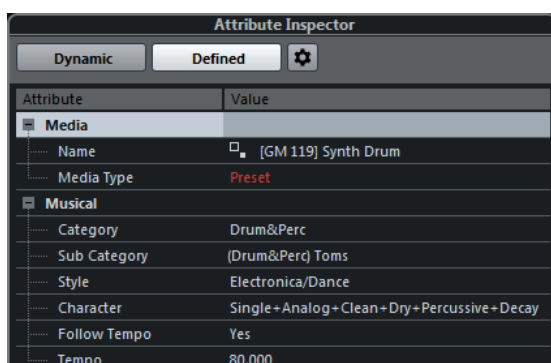 Attribute Inspector
Dynamic Defined
Attribute Value
Media
Name [GM 119] Synth Drum
Media Type Preset
Musical
Category Drum&Perc
Sub Category (Drum&Perc) Toms
Style Electronica/Dance
Character Single+Analog+Clean+Dry+Percussive+Decay
Follow Tempo Yes
Tempo 80.000